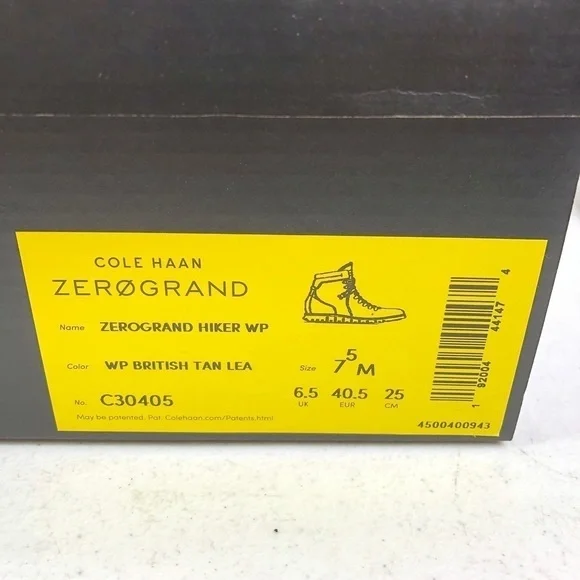 COLE HAAN
ZERØGRAND
Name ZEROGRAND HIKER WP
Color WP BRITISH TAN LEA
Size 7 5 M
No. C30405
6.5 40.5 25
UK EUR CM
May be patented. Pat: Colehaan.com/Patents.html
1 92004 44147 4
4500400943